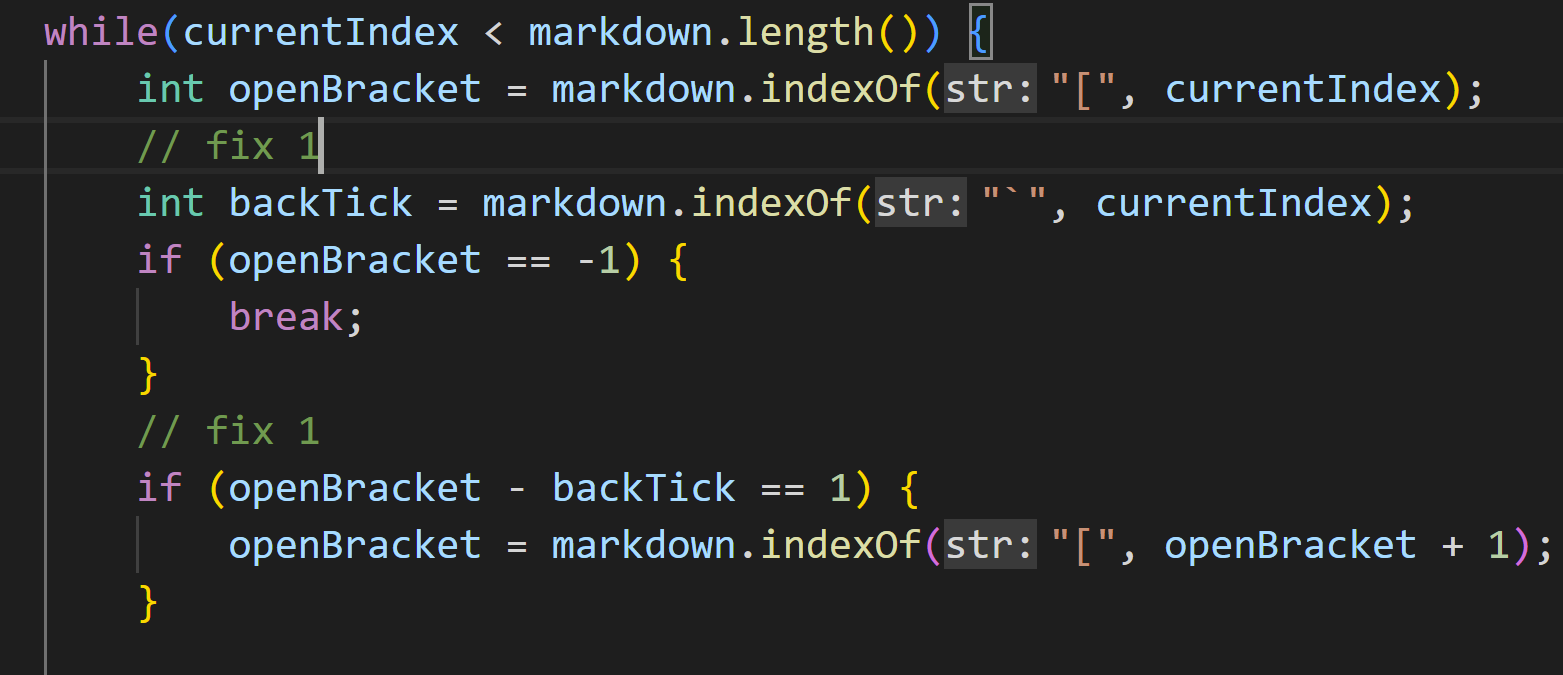 while(currentIndex < markdown.length()) {
    int openBracket = markdown.indexOf(str: "[", currentIndex);
    // fix 1
    int backTick = markdown.indexOf(str: "`", currentIndex);
    if (openBracket == -1) {
        break;
    }
    // fix 1
    if (openBracket - backTick == 1) {
        openBracket = markdown.indexOf(str: "[", openBracket + 1);
    }